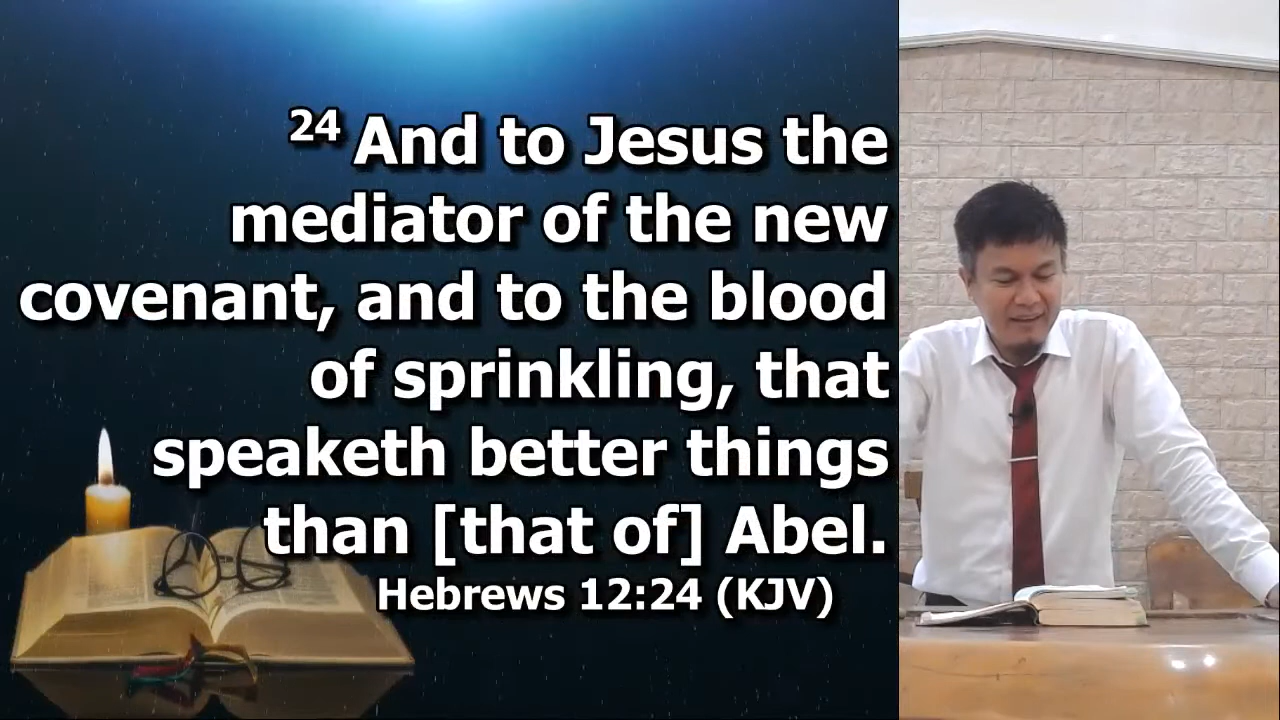 24 And to Jesus the
mediator of the new
covenant, and to the blood
of sprinkling, that
speaketh better things
than [that of] Abel.
Hebrews 12:24 (KJV)